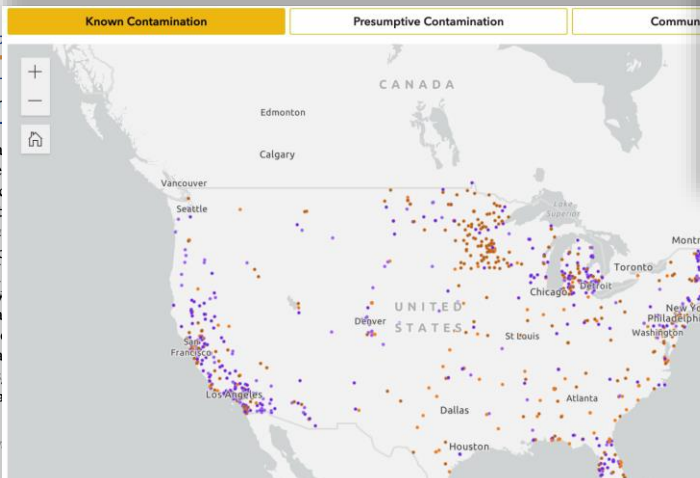 Known Contamination
Presumptive Contamination
Commun
CANADA
Edmonton
Calgary
Vancouver
Seattle
Lake
Superior
Montr
Toronto
Chicago
Detroit
New Yo
Philadelphi
Washington
UNITED
STATES
Denver
St Louis
San
Francisco
Los Angeles
Atlanta
Dallas
Houston